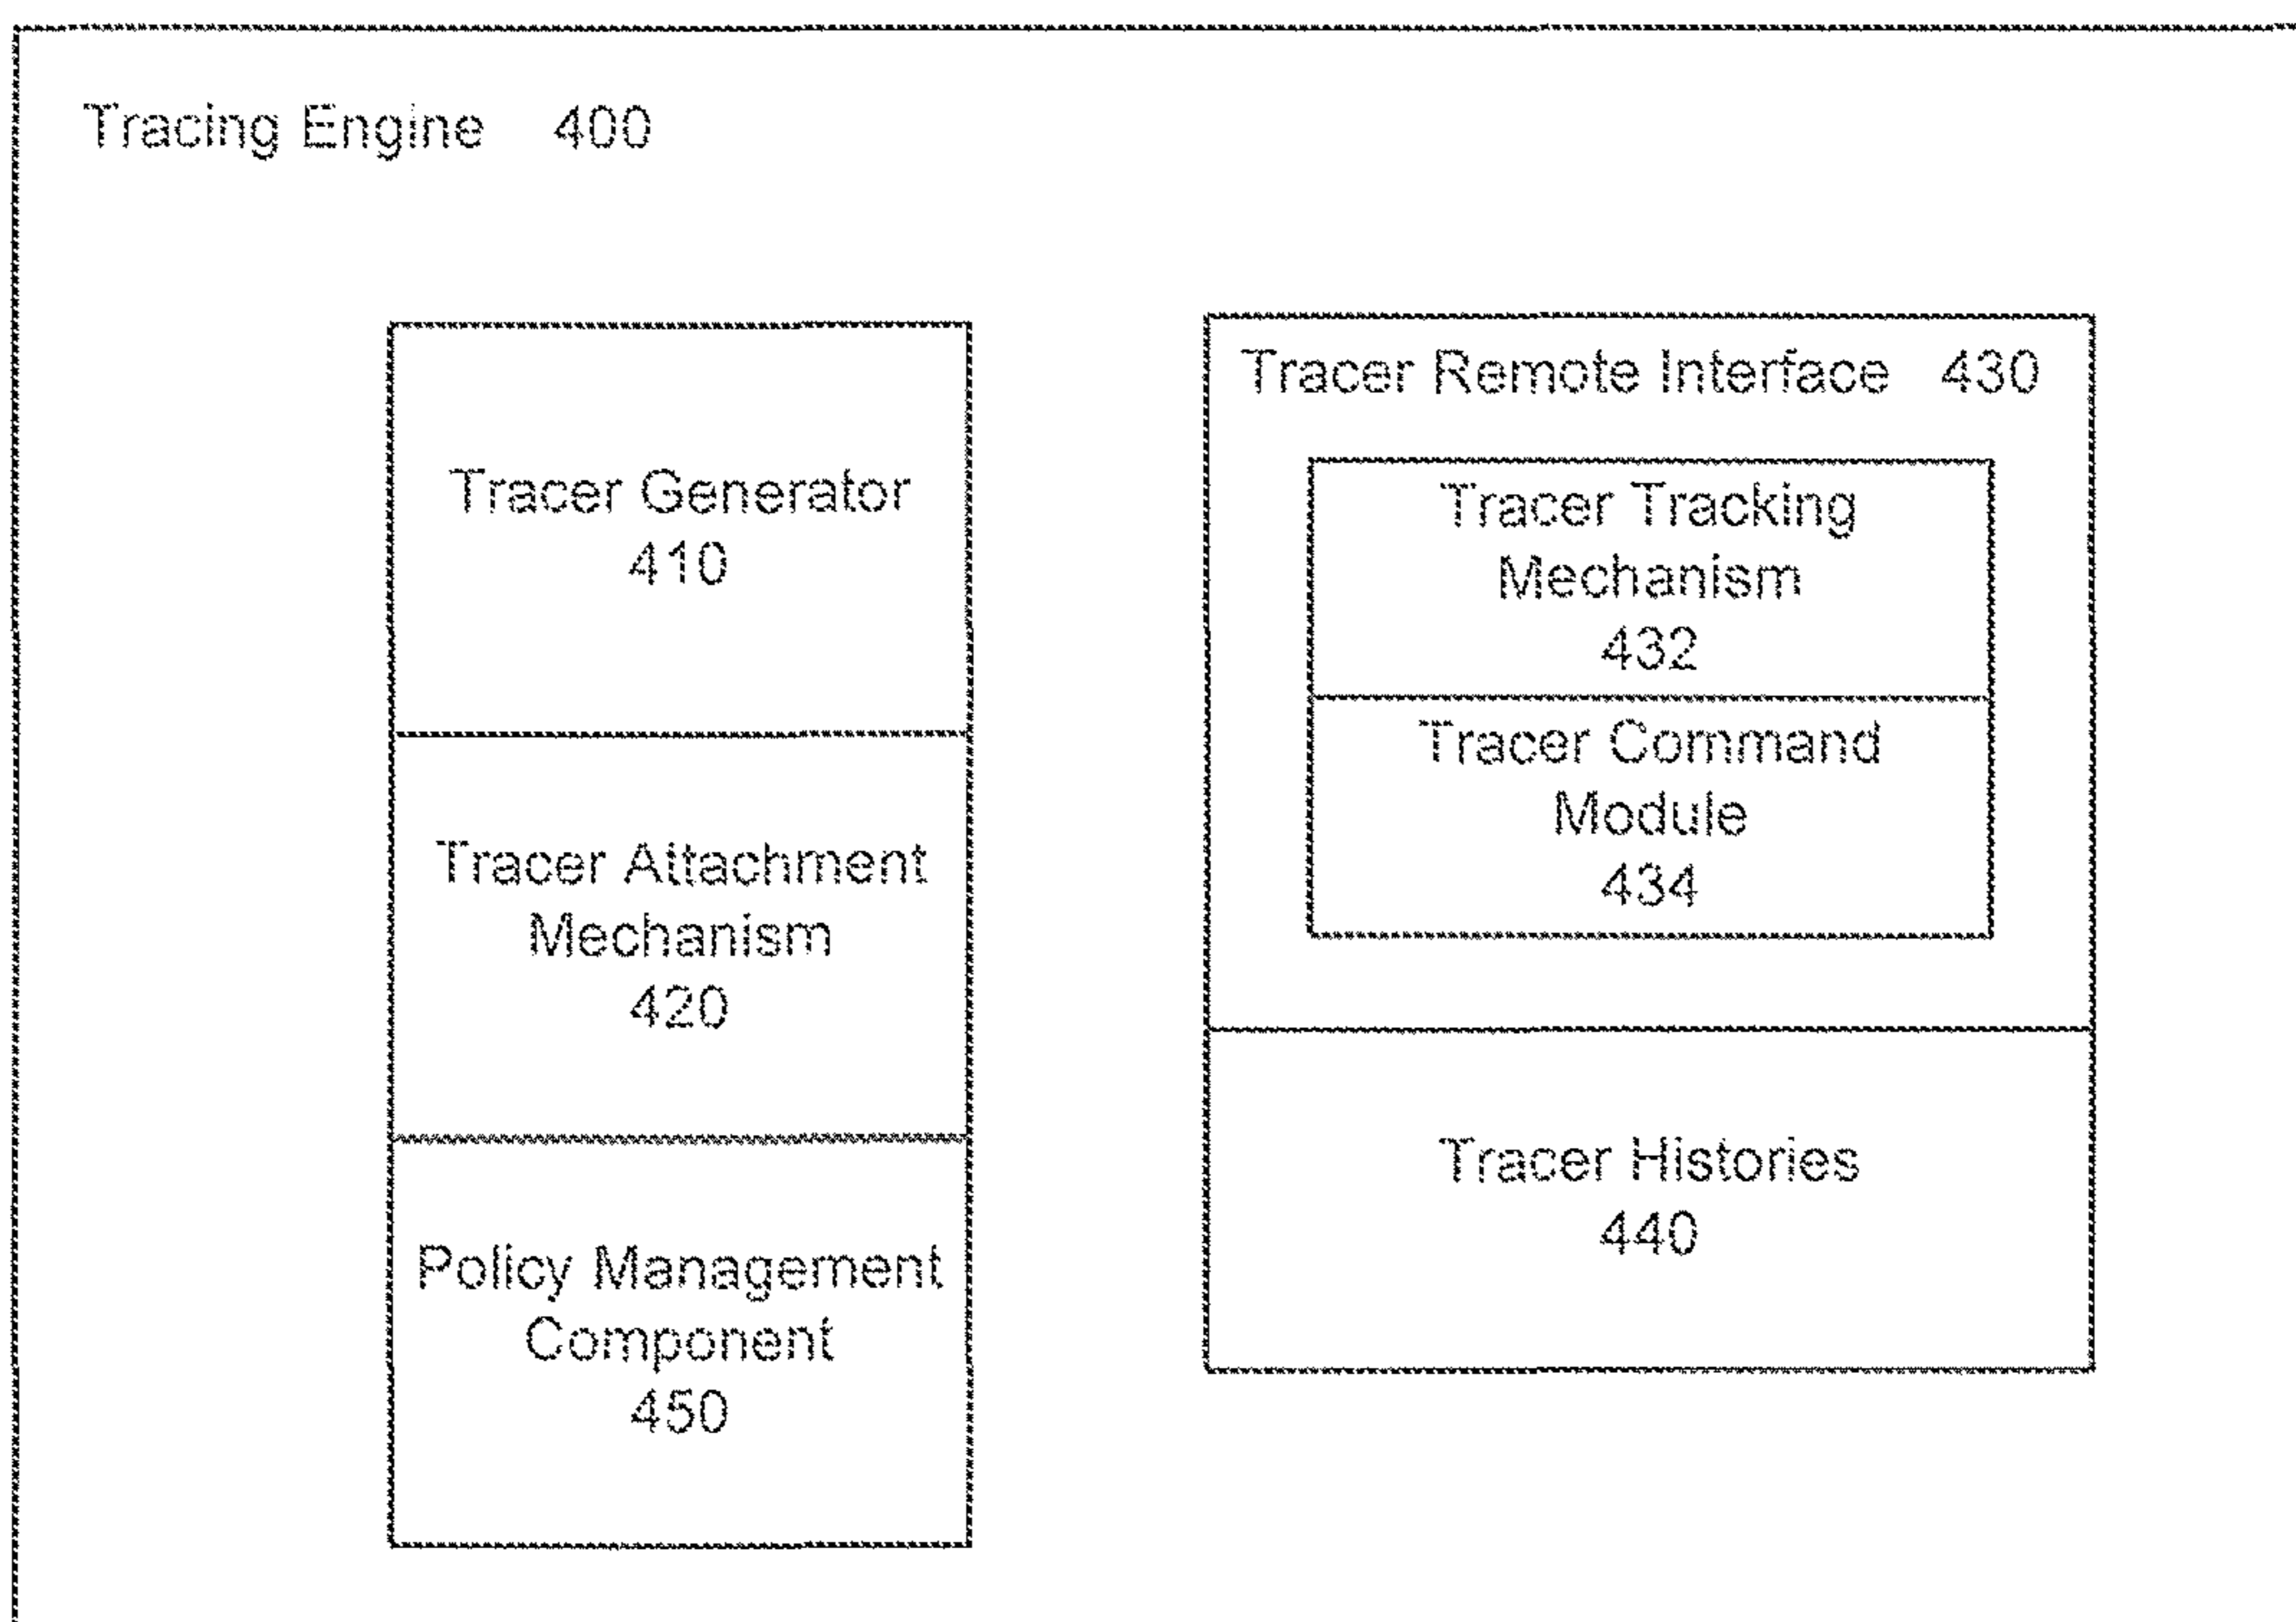 Tracing Engine 400
Tracer Generator
410
Tracer Attachment
Mechanism
420
Policy Management
Component
450
Tracer Remote Interface 430
Tracer Tracking
Mechanism
432
Tracer Command
Module
434
Tracer Histories
440